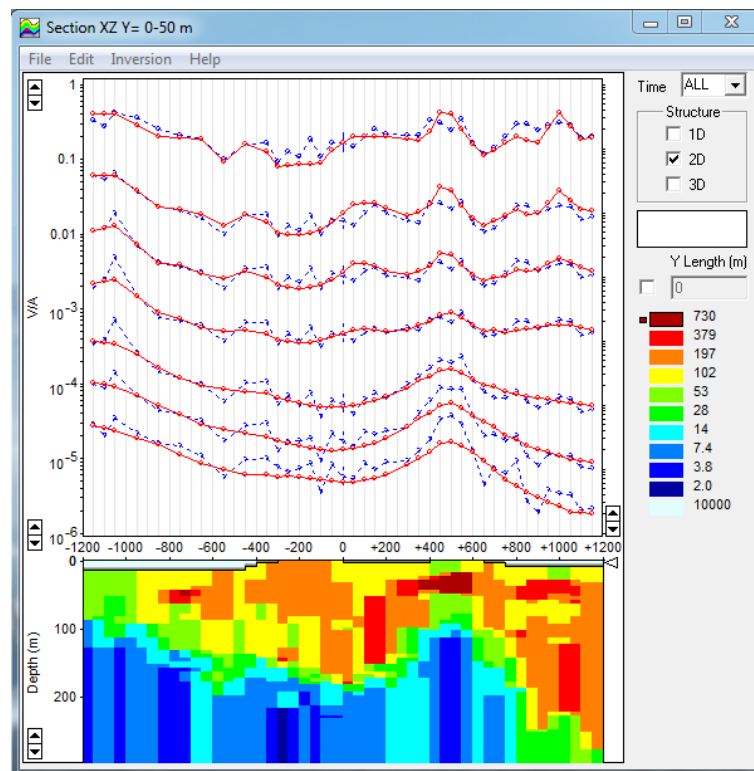 Section XZ Y= 0-50 m
File Edit Inversion Help
Time ALL
Structure
1D
2D
3D
Y Length (m)
0
730
379
197
102
53
28
14
7.4
3.8
2.0
10000
V/A
1
0.1
0.01
10⁻³
10⁻⁴
10⁻⁵
10⁻⁶
-1200 -1000 -800 -600 -400 -200 0 +200 +400 +600 +800 +1000 +1200
Depth (m)
0
100
200